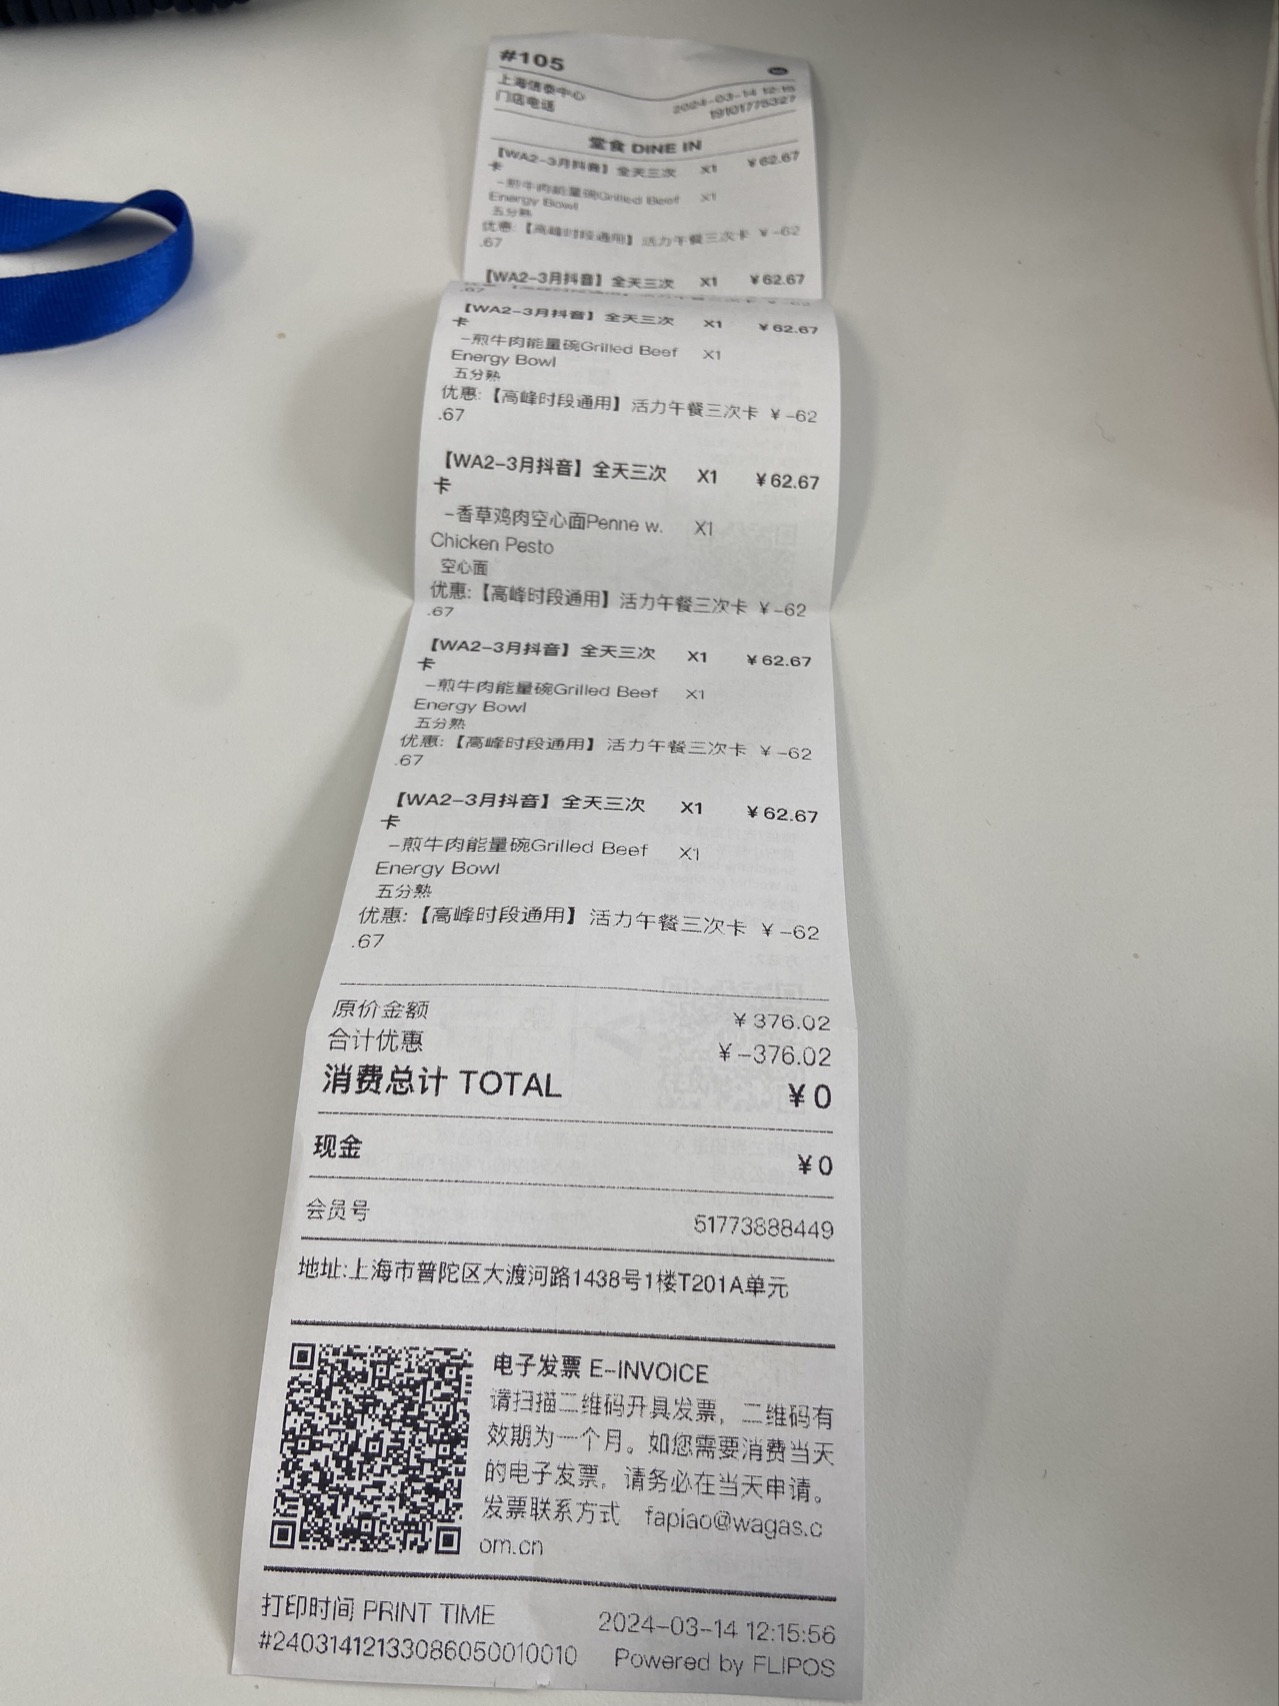 #105
上海信泰中心 2024-03-14 12:15
门店电话 19101775327
堂食 DINE IN
【WA2-3月抖音】全天三次 X1 ¥62.67
卡
-煎牛肉能量碗Grilled Beef X1
Energy Bowl
五分熟
优惠:【高峰时段通用】活力午餐三次卡 ¥-62
.67
【WA2-3月抖音】全天三次 X1 ¥62.67
【WA2-3月抖音】全天三次 X1 ¥62.67
卡
-煎牛肉能量碗Grilled Beef X1
Energy Bowl
五分熟
优惠:【高峰时段通用】活力午餐三次卡 ¥-62
.67
【WA2-3月抖音】全天三次 X1 ¥62.67
卡
-香草鸡肉空心面Penne w. X1
Chicken Pesto
空心面
优惠:【高峰时段通用】活力午餐三次卡 ¥-62
.67
【WA2-3月抖音】全天三次 X1 ¥62.67
卡
-煎牛肉能量碗Grilled Beef X1
Energy Bowl
五分熟
优惠:【高峰时段通用】活力午餐三次卡 ¥-62
.67
【WA2-3月抖音】全天三次 X1 ¥62.67
卡
-煎牛肉能量碗Grilled Beef X1
Energy Bowl
五分熟
优惠:【高峰时段通用】活力午餐三次卡 ¥-62
.67
原价金额 ¥376.02
合计优惠 ¥-376.02
消费总计 TOTAL ¥0
现金 ¥0
会员号 51773888449
地址:上海市普陀区大渡河路1438号1楼T201A单元
电子发票 E-INVOICE
请扫描二维码开具发票，二维码有
效期为一个月。如您需要消费当天
的电子发票，请务必在当天申请。
发票联系方式 fapiao@wagas.c
om.cn
打印时间 PRINT TIME 2024-03-14 12:15:56
#24031412133086050010010 Powered by FLIPOS